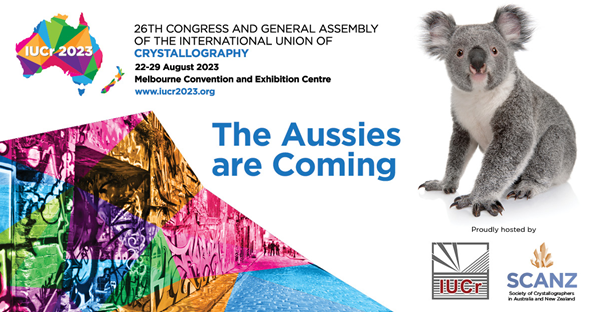 IUCr 2023
26TH CONGRESS AND GENERAL ASSEMBLY
OF THE INTERNATIONAL UNION OF
CRYSTALLOGRAPHY
22-29 August 2023
Melbourne Convention and Exhibition Centre
www.iucr2023.org
The Aussies
are Coming
Proudly hosted by
IUCr
SCANZ
Society of Crystallographers
in Australia and New Zealand